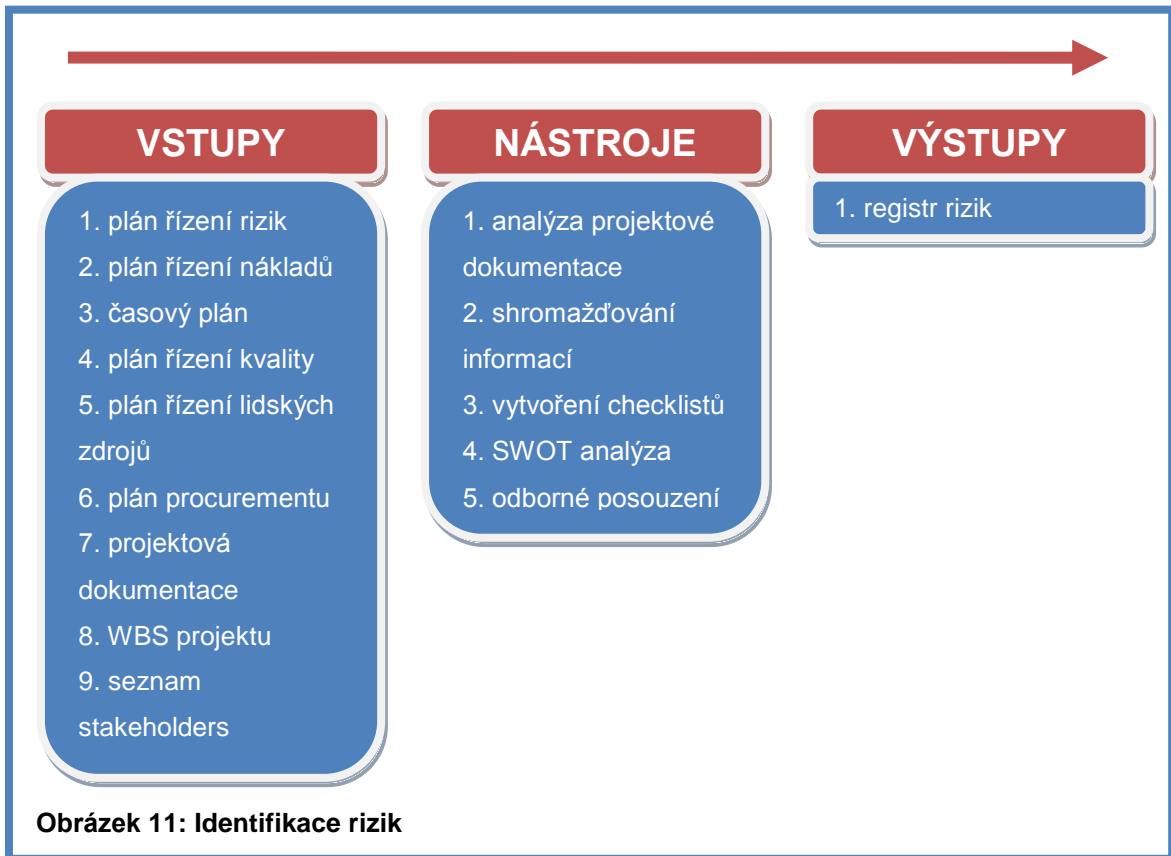 VSTUPY
1. plán řízení rizik
2. plán řízení nákladů
3. časový plán
4. plán řízení kvality
5. plán řízení lidských
zdrojů
6. plán procurementu
7. projektová
dokumentace
8. WBS projektu
9. seznam
stakeholders
NÁSTROJE
1. analýza projektové
dokumentace
2. shromažďování
informací
3. vytvoření checklistů
4. SWOT analýza
5. odborné posouzení
VÝSTUPY
1. registr rizik
Obrázek 11: Identifikace rizik